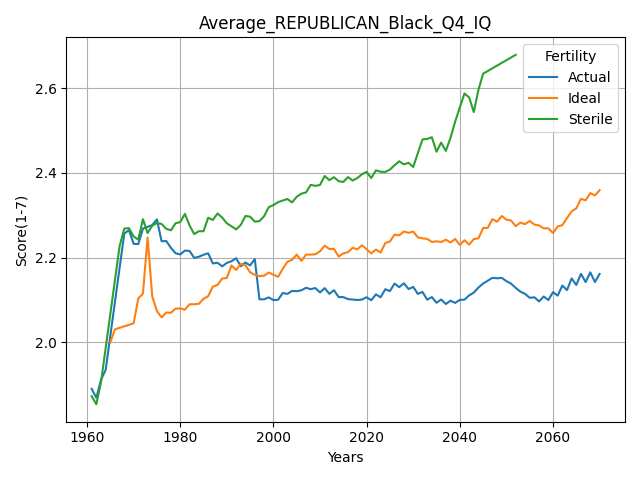 Average_REPUBLICAN_Black_Q4_IQ
Score(1-7)
2.6
2.4
2.2
2.0
Fertility
Actual
Ideal
Sterile
1960 1980 2000 2020 2040 2060
Years